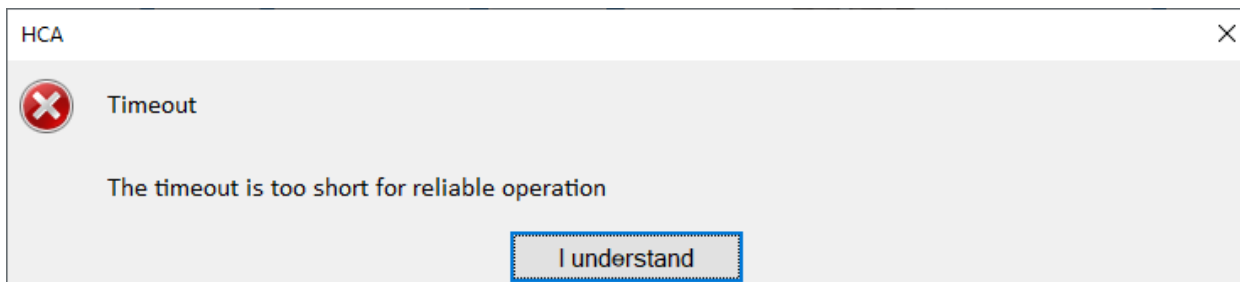 HCA
Timeout
The timeout is too short for reliable operation
I understand